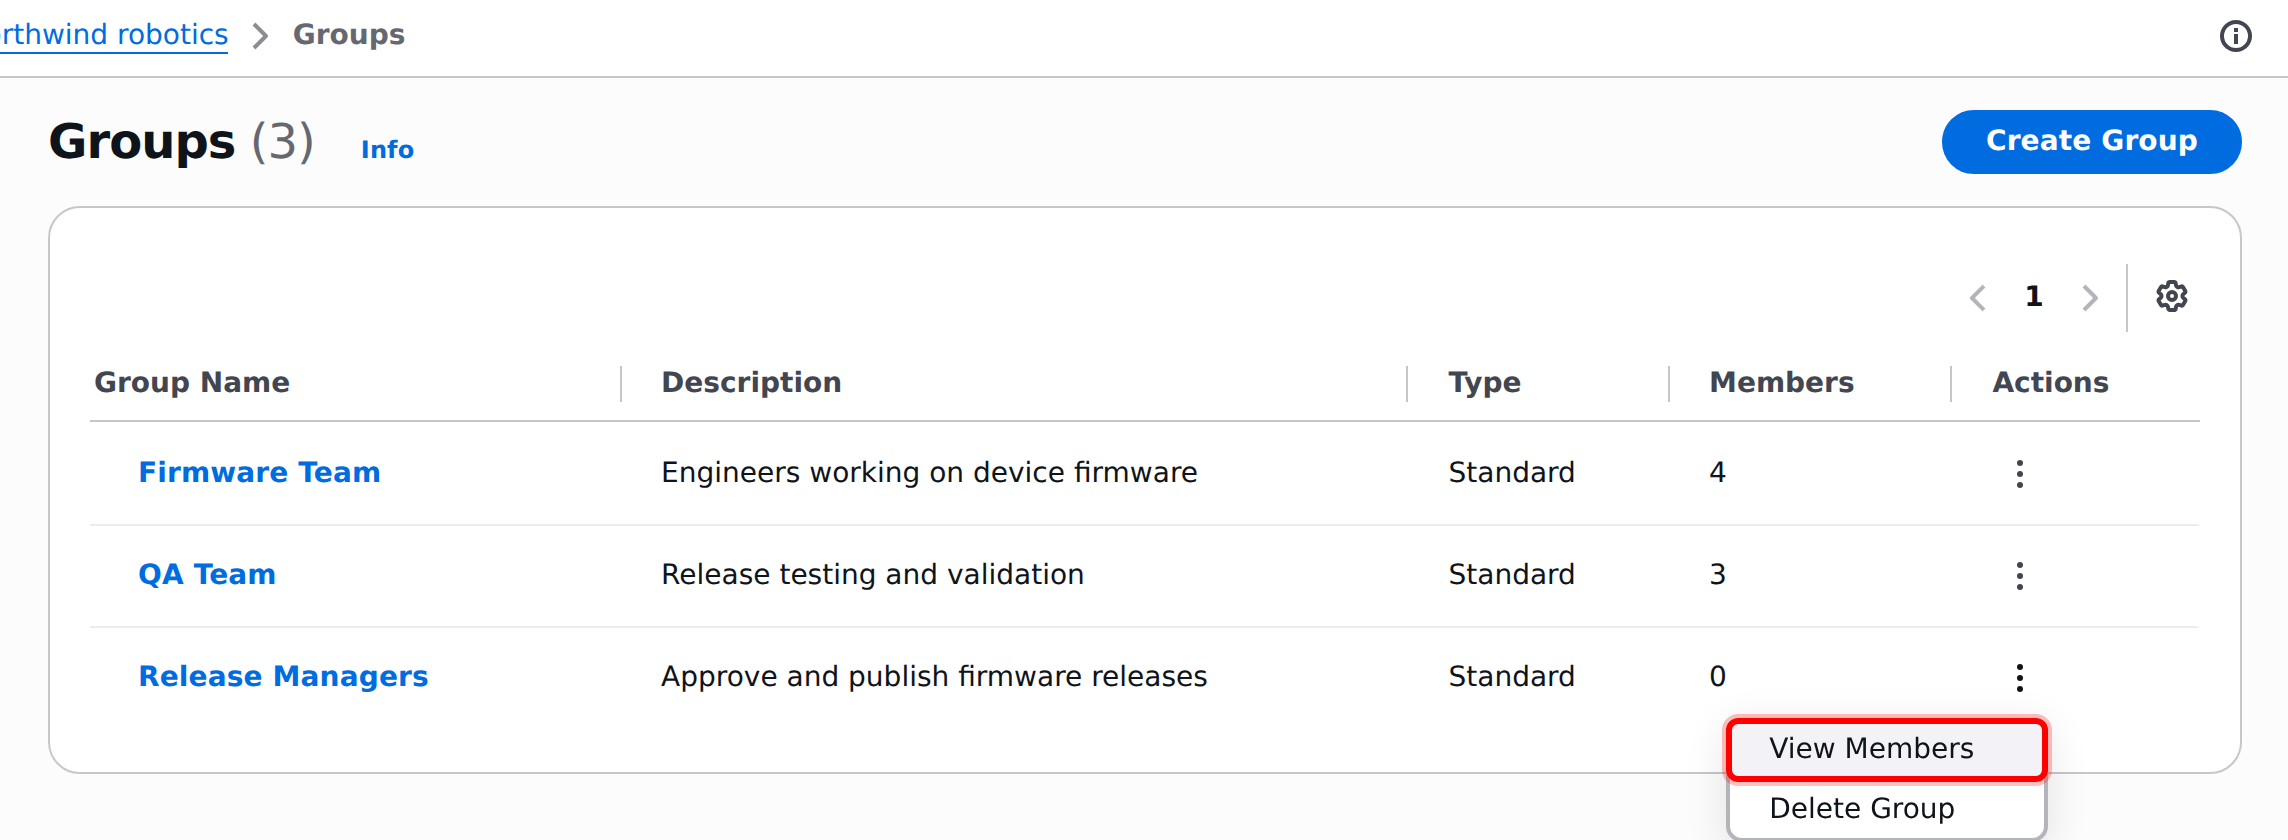 rthwind robotics > Groups
Groups (3) Info
Create Group
1
Group Name Description Type Members Actions
Firmware Team Engineers working on device firmware Standard 4
QA Team Release testing and validation Standard 3
Release Managers Approve and publish firmware releases Standard 0
View Members
Delete Group